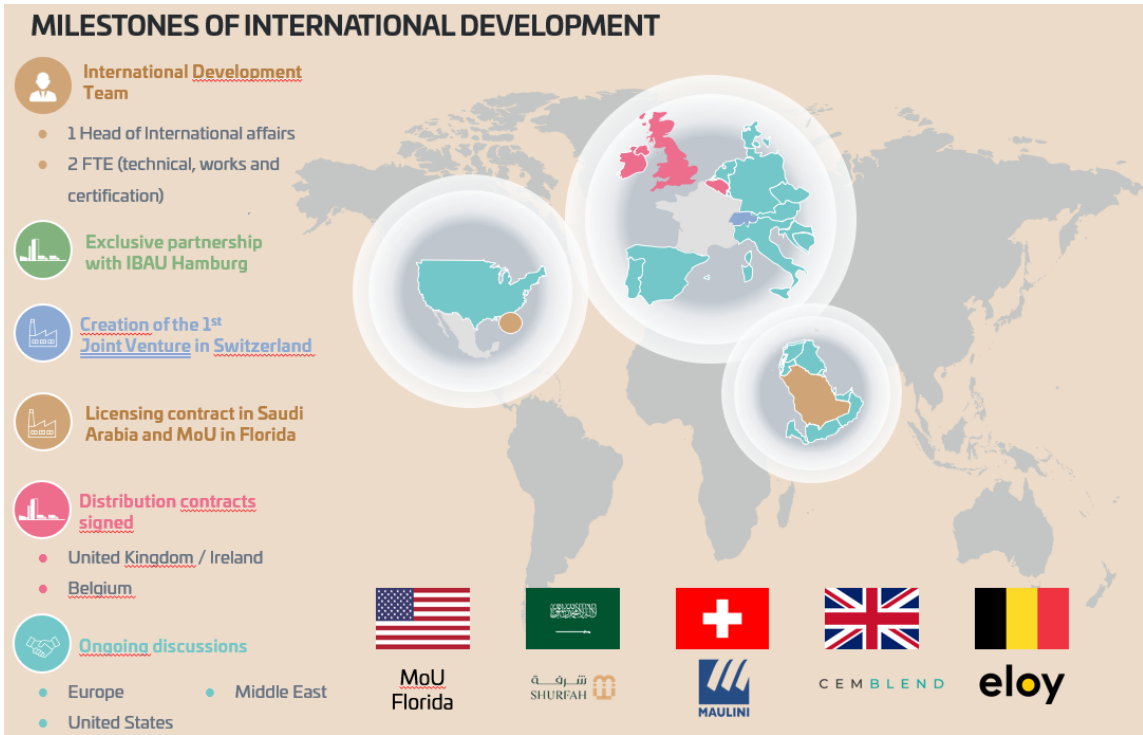 MILESTONES OF INTERNATIONAL DEVELOPMENT
International Development
Team
1 Head of International affairs
2 FTE (technical, works and
certification)
Exclusive partnership
with IBAU Hamburg
Creation of the 1st
Joint Venture in Switzerland
Licensing contract in Saudi
Arabia and MoU in Florida
Distribution contracts
signed
United Kingdom / Ireland
Belgium
Ongoing discussions
Europe
Middle East
United States
MoU
Florida
شرفة
SHURFAH
MAULINI
CEMBLEND
eloy